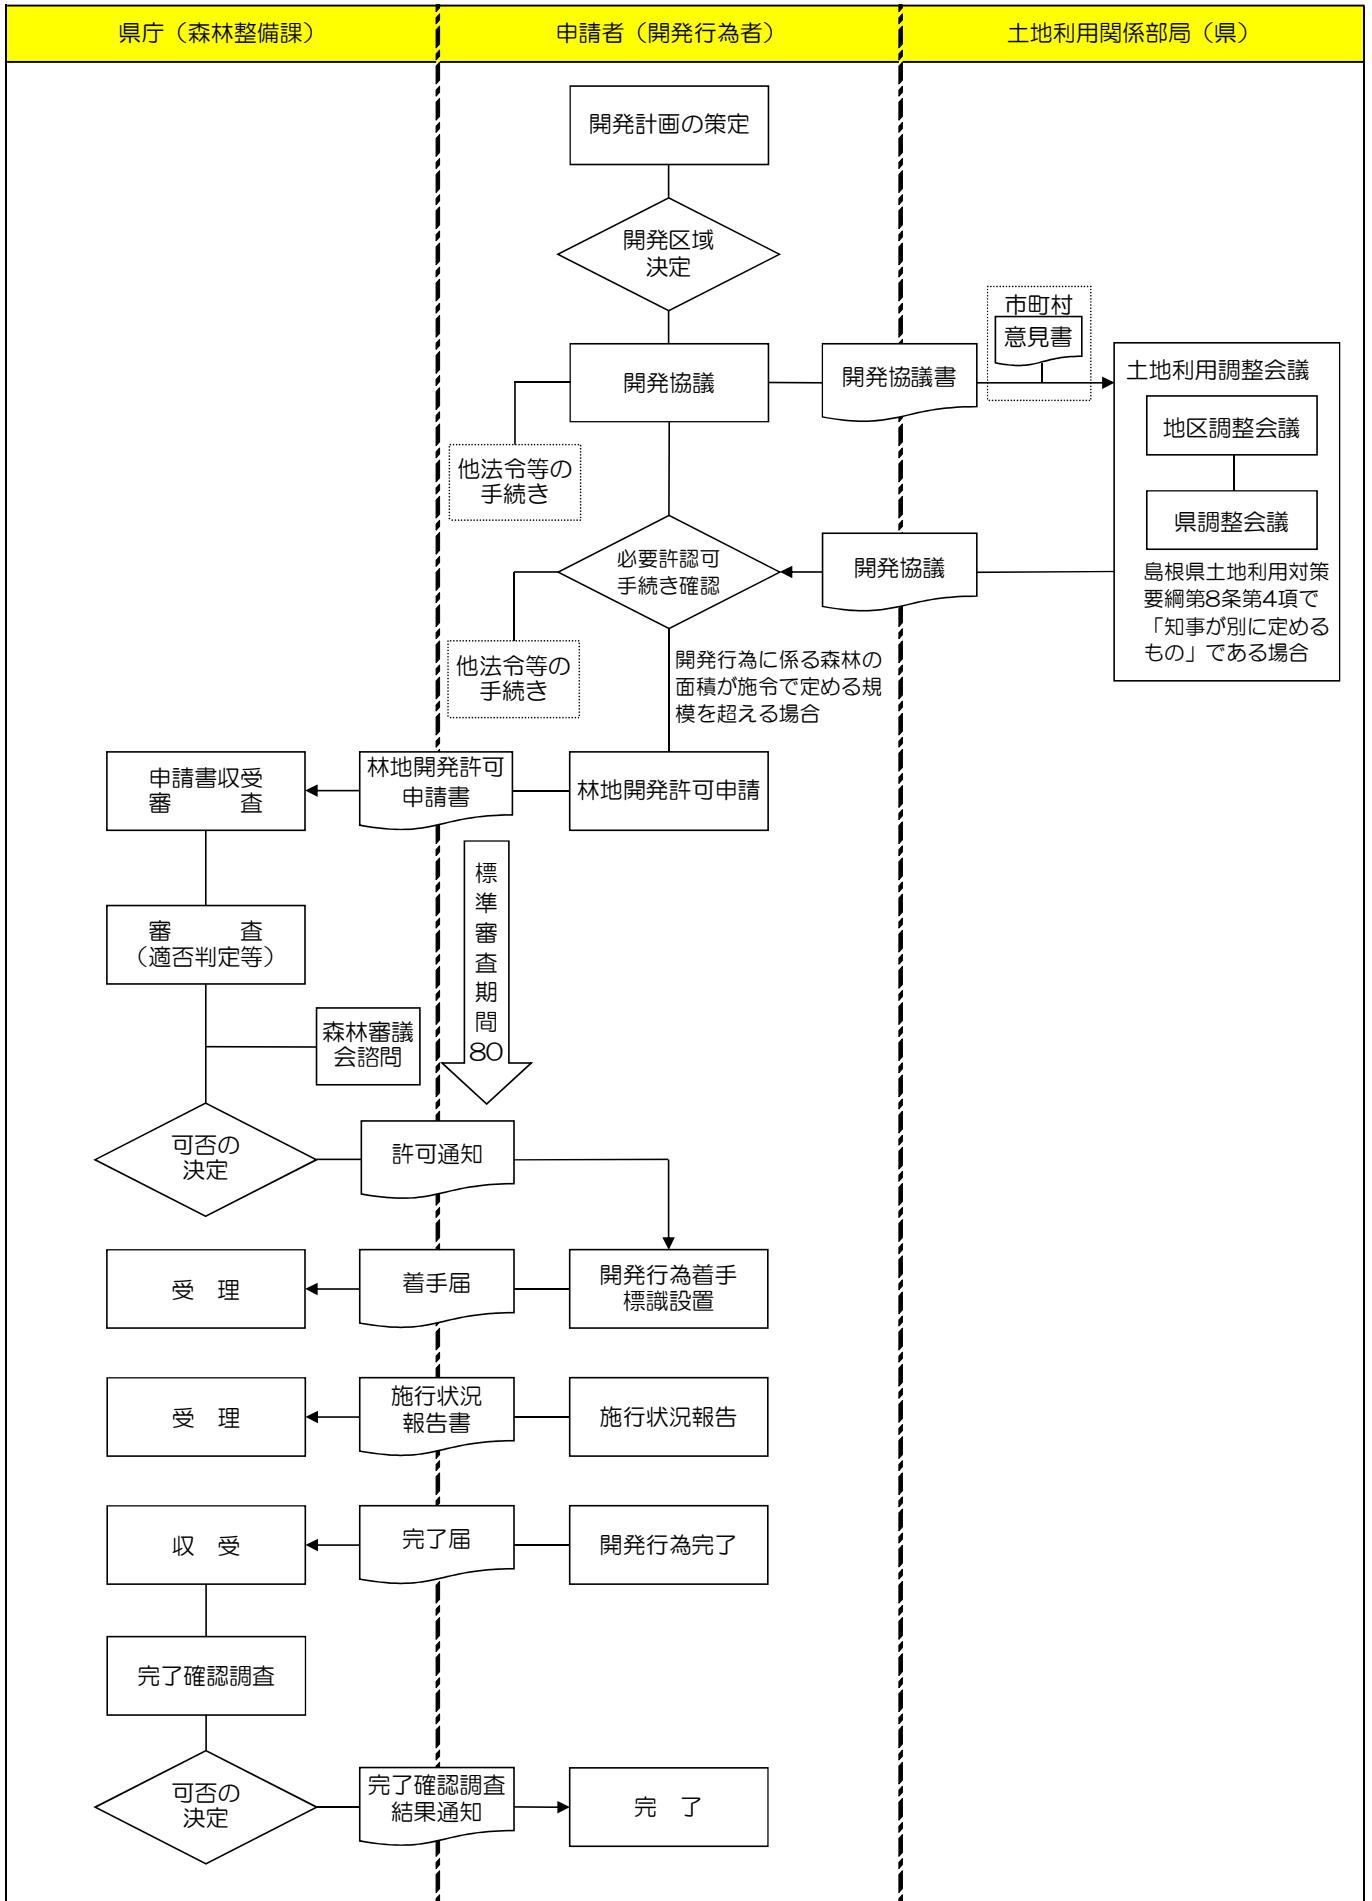 県庁（森林整備課）
申請者（開発行為者）
土地利用関係部局（県）
開発計画の策定
開発区域
決定
市町村
意見書
開発協議
開発協議書
土地利用調整会議
地区調整会議
県調整会議
島根県土地利用対策
要綱第8条第4項で
「知事が別に定める
もの」である場合
他法令等の
手続き
必要許認可
手続き確認
開発協議
他法令等の
手続き
開発行為に係る森林の
面積が施令で定める規
模を超える場合
申請書収受
審　　　査
林地開発許可
申請書
林地開発許可申請
標準審査期間80
審　　　査
（適否判定等）
森林審議
会諮問
可否の
決定
許可通知
受　理
着手届
開発行為着手
標識設置
受　理
施行状況
報告書
施行状況報告
収　受
完了届
開発行為完了
完了確認調査
可否の
決定
完了確認調査
結果通知
完　了